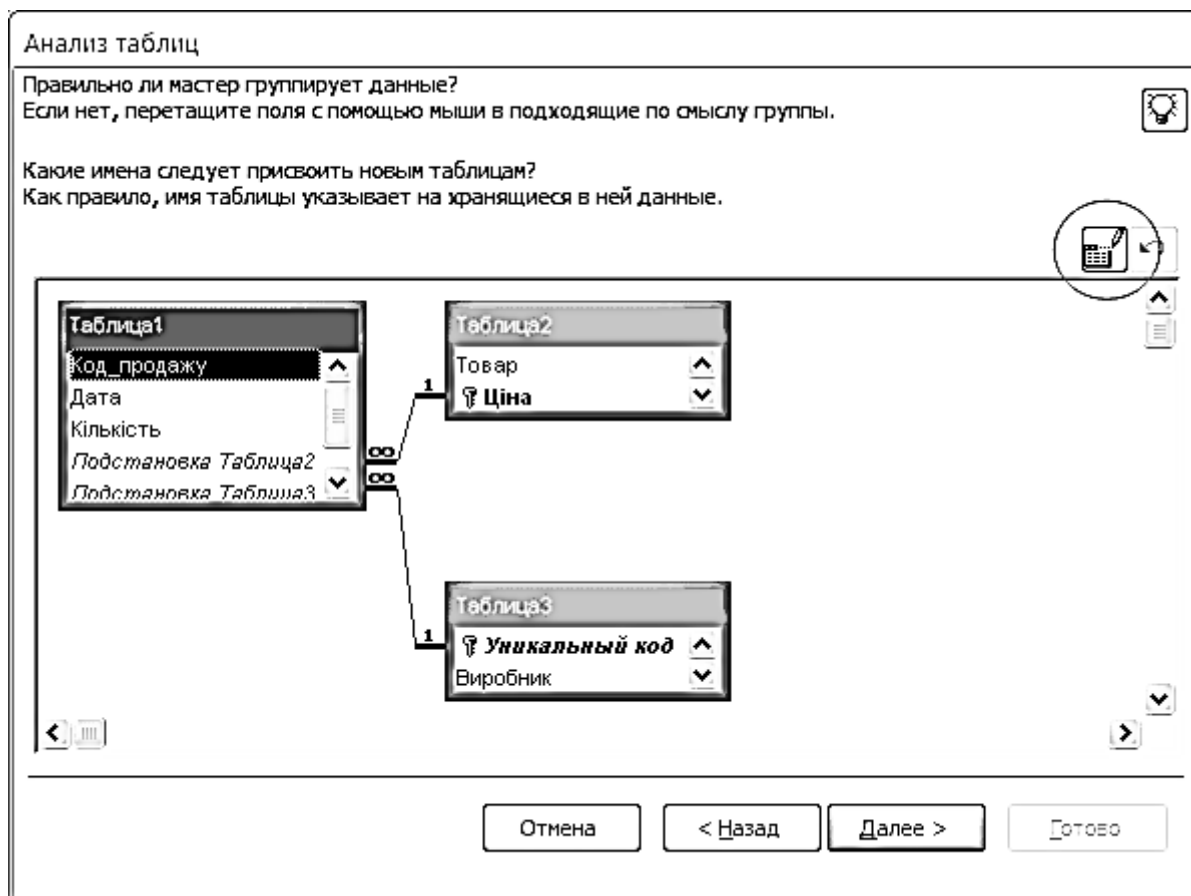 Анализ таблиц
Правильно ли мастер группирует данные?
Если нет, перетащите поля с помощью мыши в подходящие по смыслу группы.
Какие имена следует присвоить новым таблицам?
Как правило, имя таблицы указывает на хранящиеся в ней данные.
Таблица1
Код_продажу
Дата
Кількість
Подстановка Таблица2
Подстановка Таблица3
∞
∞
1
Таблица2
Товар
Ціна
1
Таблица3
Уникальный код
Виробник
Отмена
< Назад
Далее >
Готово